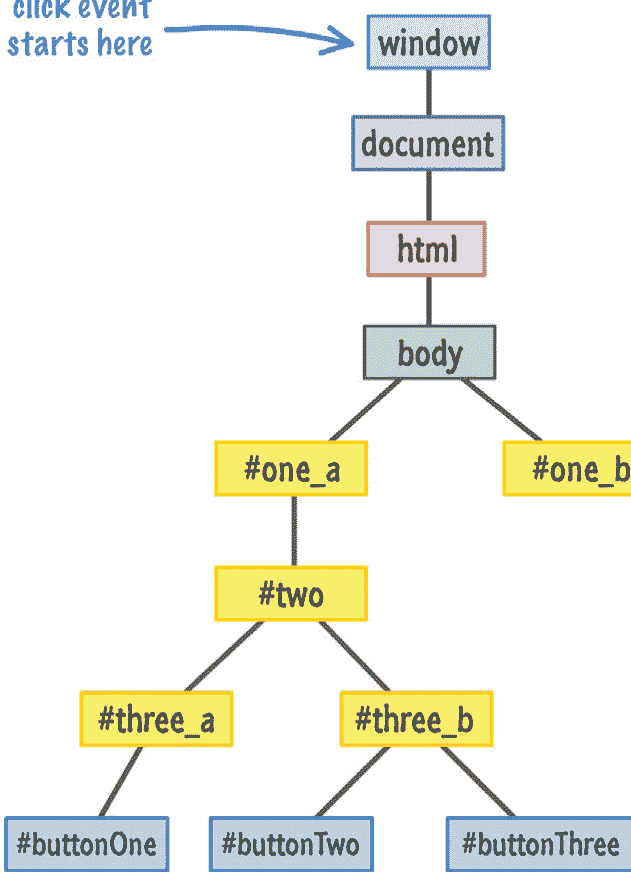 click event
starts here
window
document
html
body
#one_a
#one_b
#two
#three_a
#three_b
#buttonOne
#buttonTwo
#buttonThree